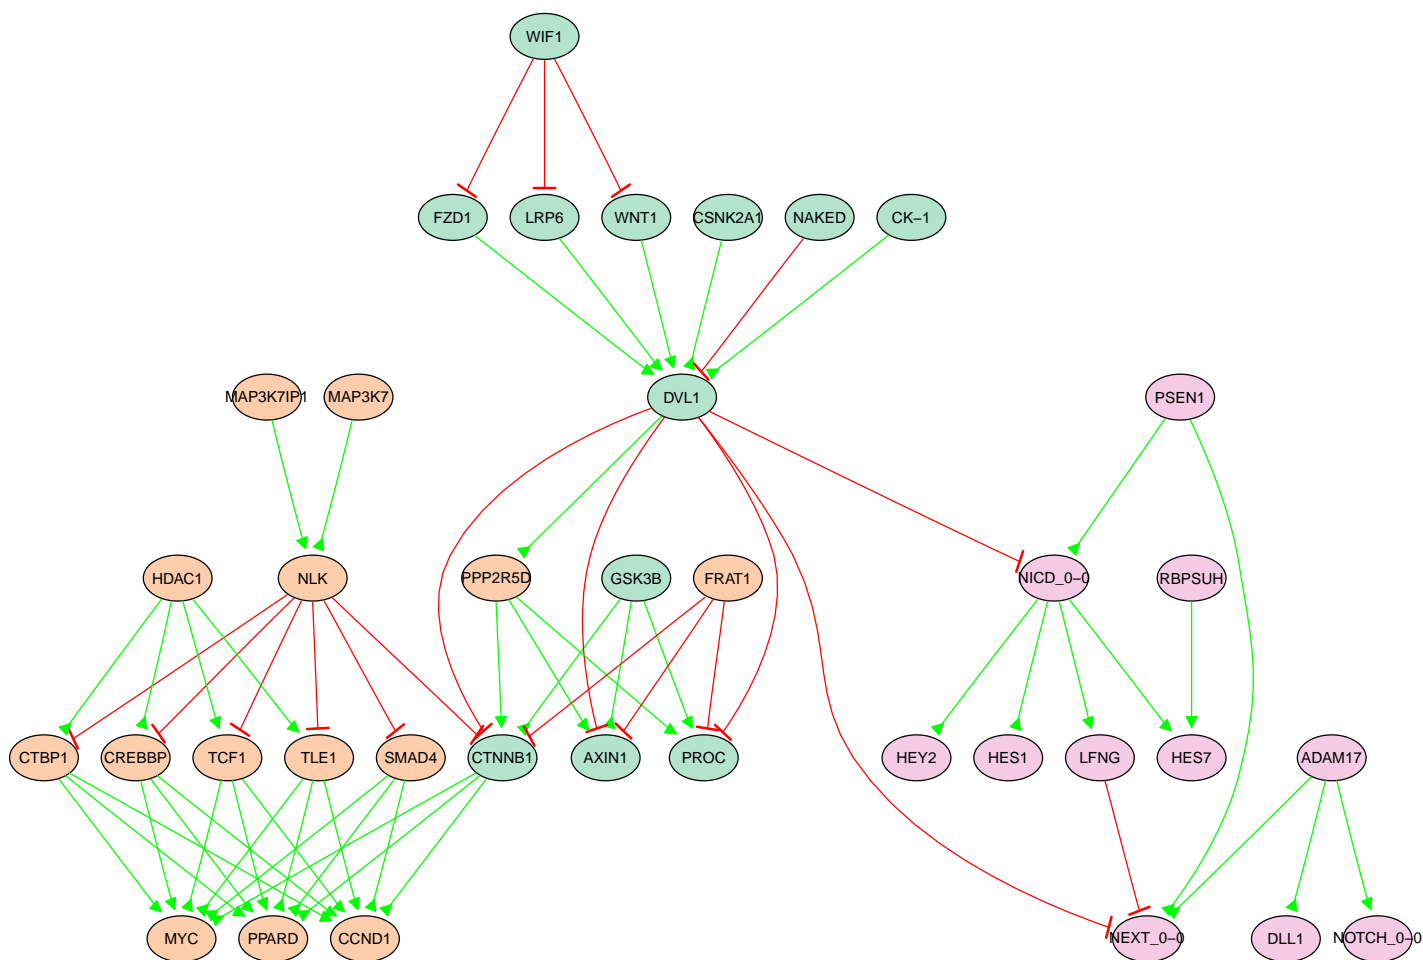 WIF1
FZD1
LRP6
WNT1
CSNK2A1
NAKED
CK−1
MAP3K7IP1
MAP3K7
DVL1
PSEN1
HDAC1
NLK
PPP2R5D
GSK3B
FRAT1
NICD_0−0
RBPSUH
CTBP1
CREBBP
TCF1
TLE1
SMAD4
CTNNB1
AXIN1
PROC
HEY2
HES1
LFNG
HES7
ADAM17
MYC
PPARD
CCND1
NEXT_0−0
DLL1
NOTCH_0−0